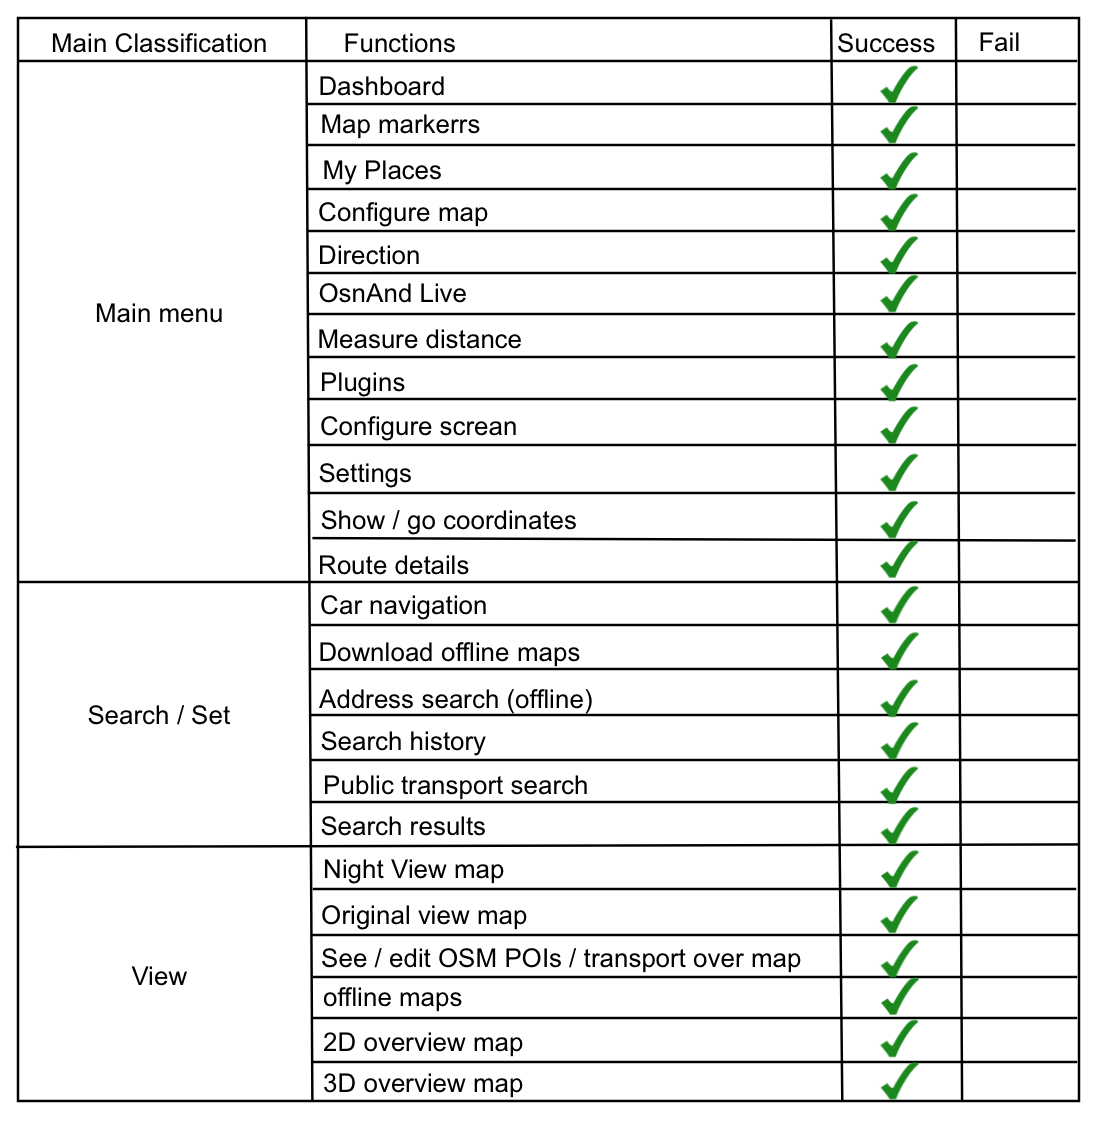 Main Classification Functions Success Fail
Dashboard
Map markerrs
My Places
Configure map
Direction
OsnAnd Live
Main menu
Measure distance
Plugins
Configure screan
Settings
Show / go coordinates
Route details
Car navigation
Download offline maps
Address search (offline)
Search / Set
Search history
Public transport search
Search results
Night View map
Original view map
See / edit OSM POIs / transport over map
View
offline maps
2D overview map
3D overview map